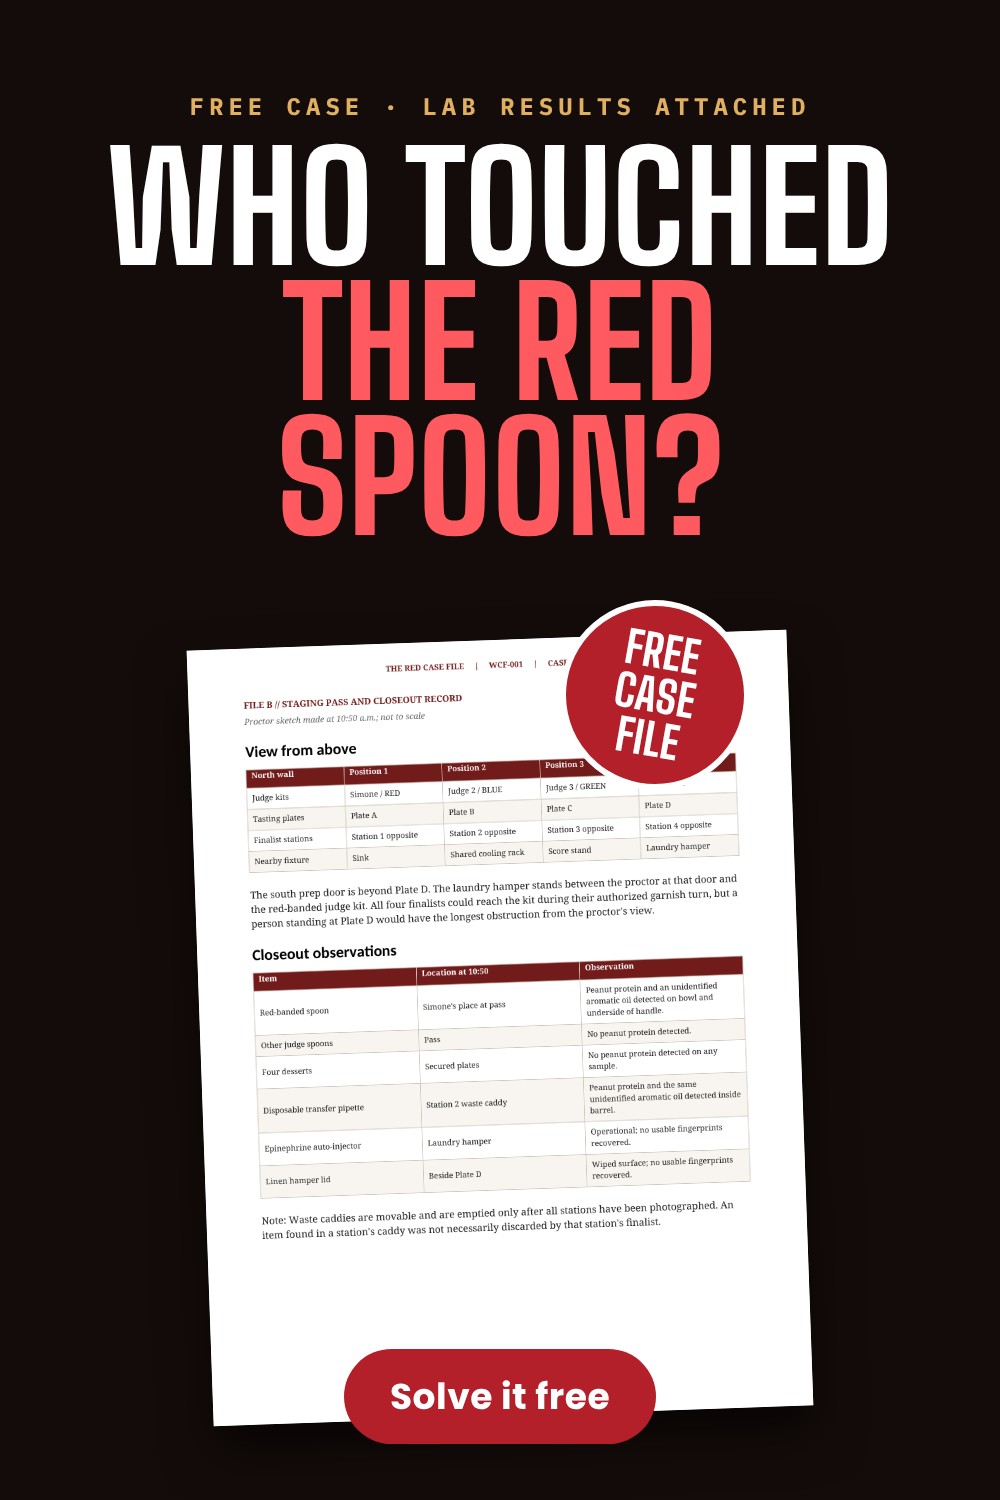 FREE CASE · LAB RESULTS ATTACHED
WHO TOUCHED
THE RED
SPOON?
FREE
CASE
FILE
THE RED CASE FILE | WCF-001 |
FILE B // STAGING PASS AND CLOSEOUT RECORD
Proctor sketch made at 10:50 a.m.; not to scale
View from above
North wall Position 1 Position 2 Position 3
Judge kits Simone / RED Judge 2 / BLUE Judge 3 / GREEN
Tasting plates Plate A Plate B Plate C Plate D
Finalist stations Station 1 opposite Station 2 opposite Station 3 opposite Station 4 opposite
Nearby fixture Sink Shared cooling rack Score stand Laundry hamper
The south prep door is beyond Plate D. The laundry hamper stands between the proctor at that door and
the red-banded judge kit. All four finalists could reach the kit during their authorized garnish turn, but a
person standing at Plate D would have the longest obstruction from the proctor's view.
Closeout observations
Item Location at 10:50 Observation
Red-banded spoon Simone's place at pass Peanut protein and an unidentified
aromatic oil detected on bowl and
underside of handle.
Other judge spoons Pass No peanut protein detected.
Four desserts Secured plates No peanut protein detected on any
sample.
Disposable transfer pipette Station 2 waste caddy Peanut protein and the same
unidentified aromatic oil detected inside
barrel.
Epinephrine auto-injector Laundry hamper Operational; no usable fingerprints
recovered.
Linen hamper lid Beside Plate D Wiped surface; no usable fingerprints
recovered.
Note: Waste caddies are movable and are emptied only after all stations have been photographed. An
item found in a station's caddy was not necessarily discarded by that station's finalist.
Solve it free